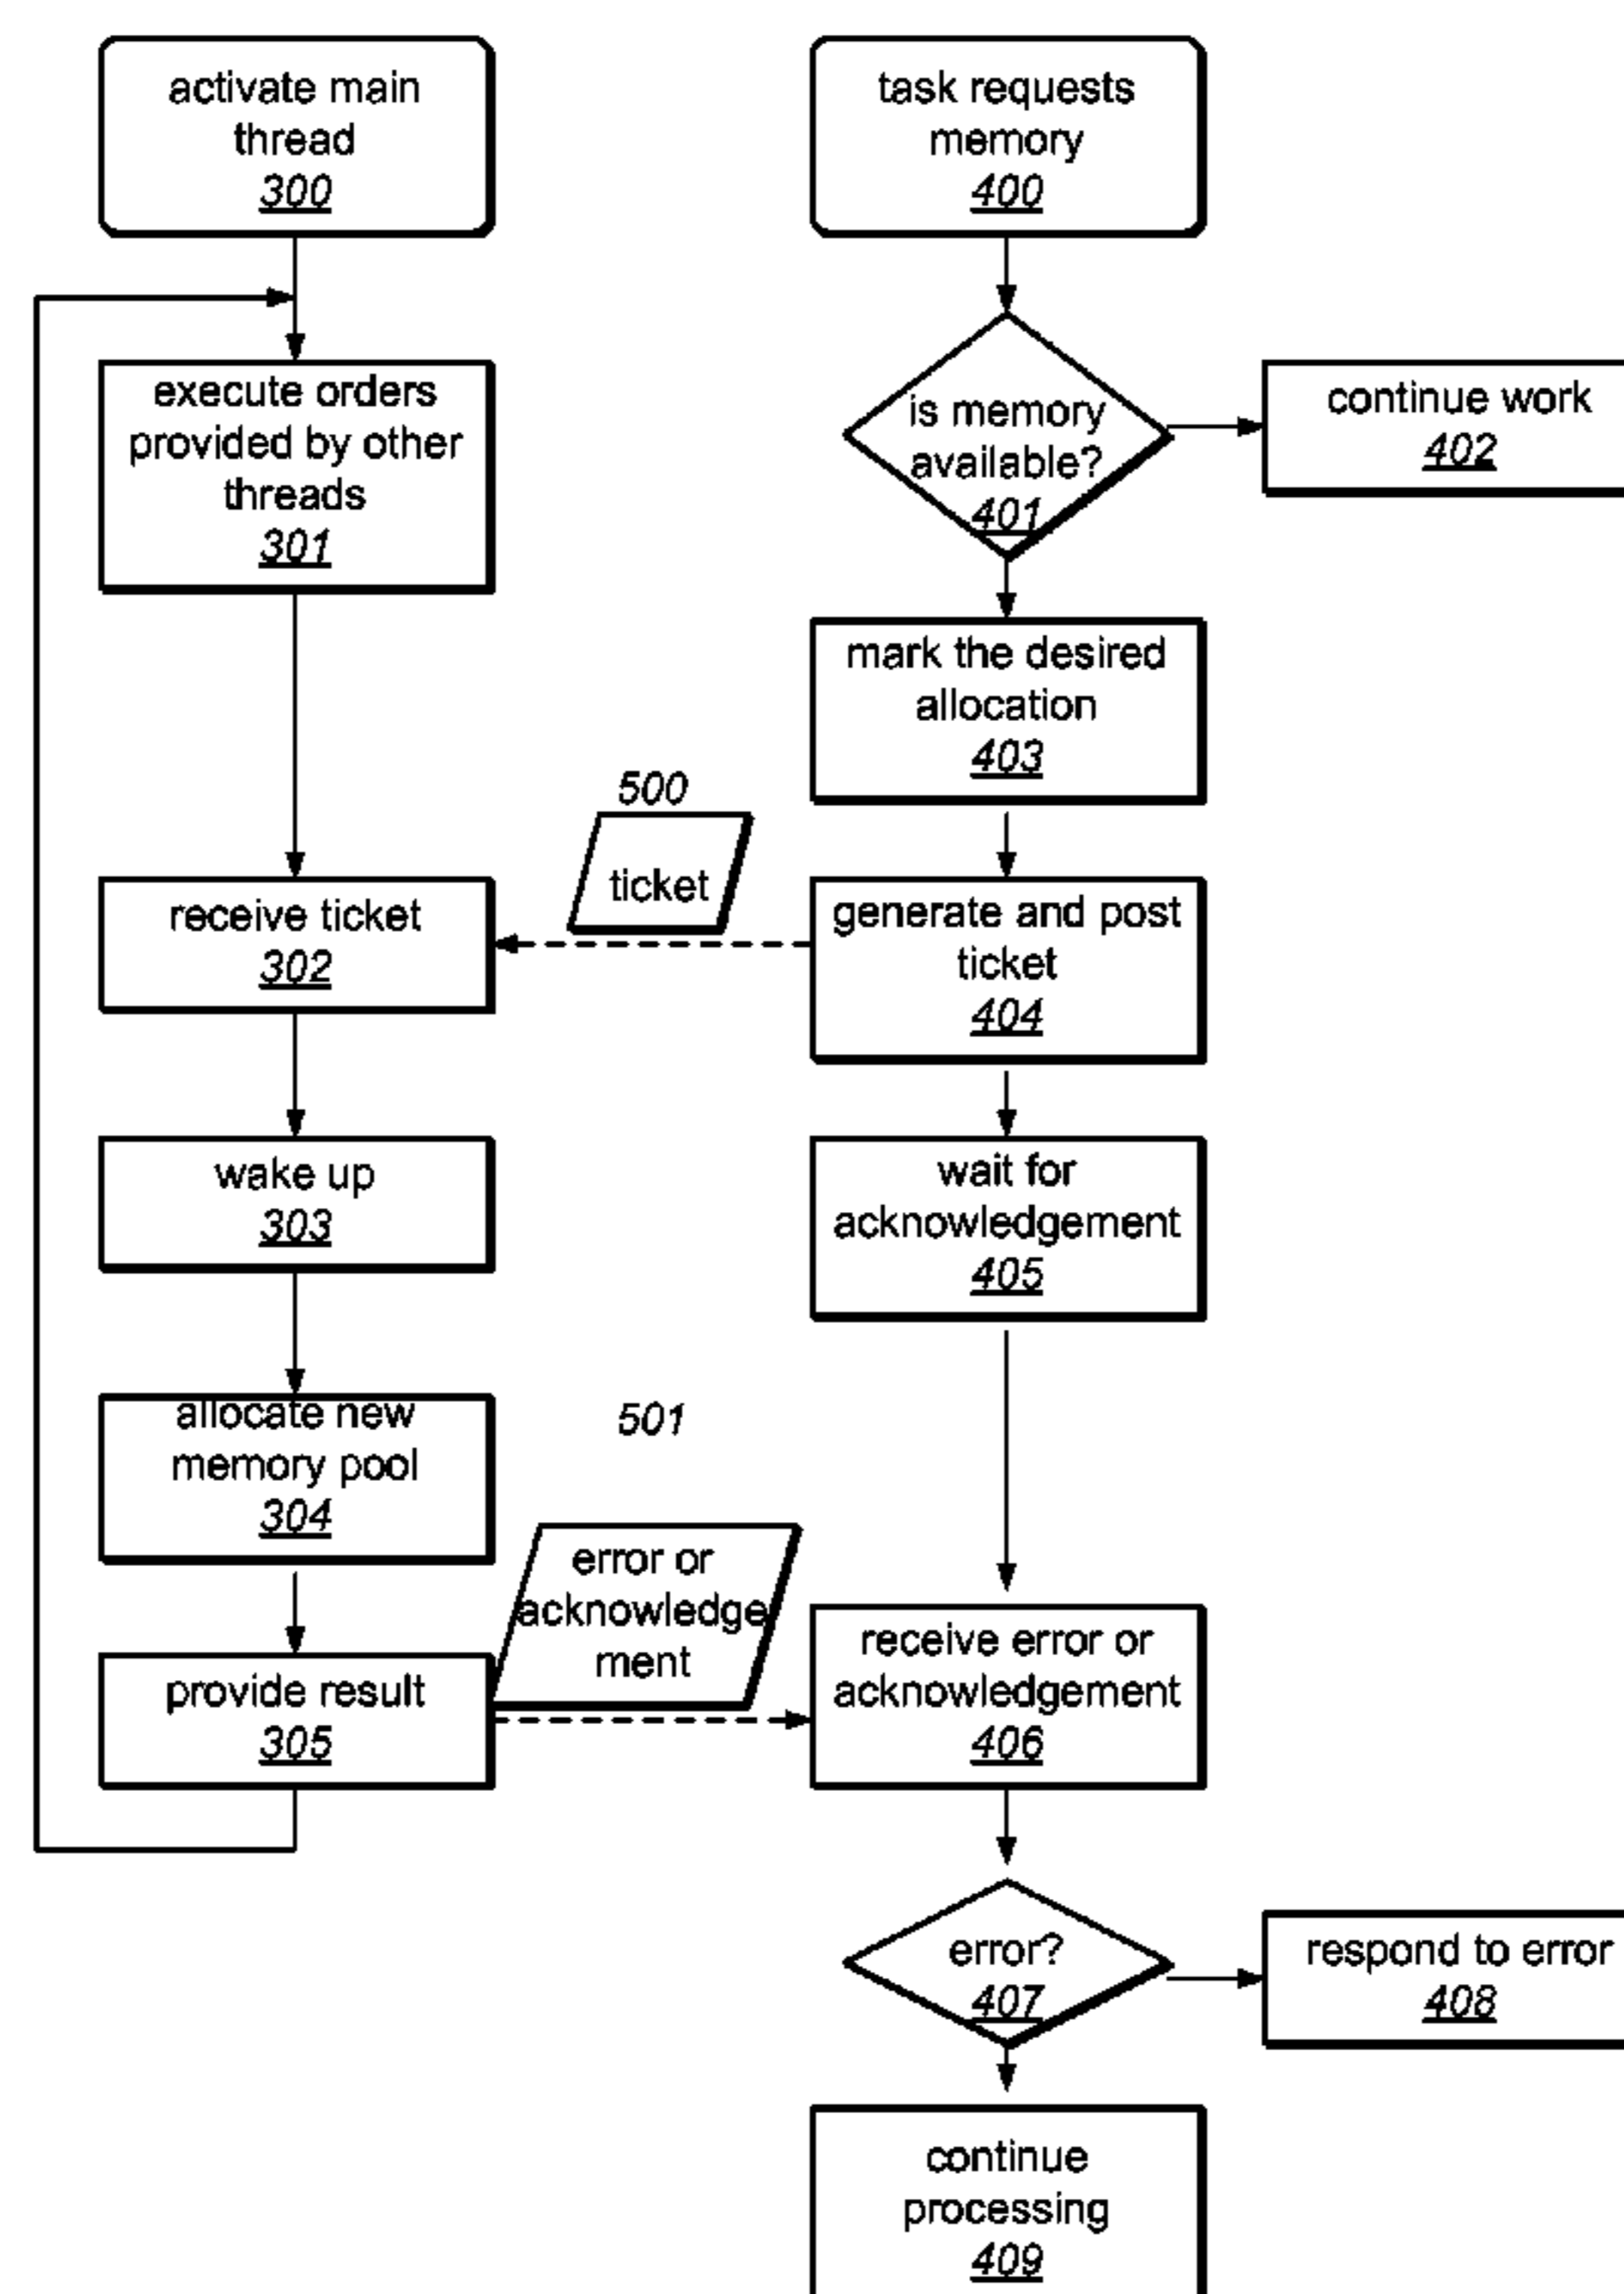 activate main
thread
300
execute orders
provided by other
threads
301
receive ticket
302
wake up
303
allocate new
memory pool
304
provide result
305
500
ticket
501
error or
acknowledge
ment
task requests
memory
400
is memory
available?
401
continue work
402
mark the desired
allocation
403
generate and post
ticket
404
wait for
acknowledgement
405
receive error or
acknowledgement
406
error?
407
respond to error
408
continue
processing
409